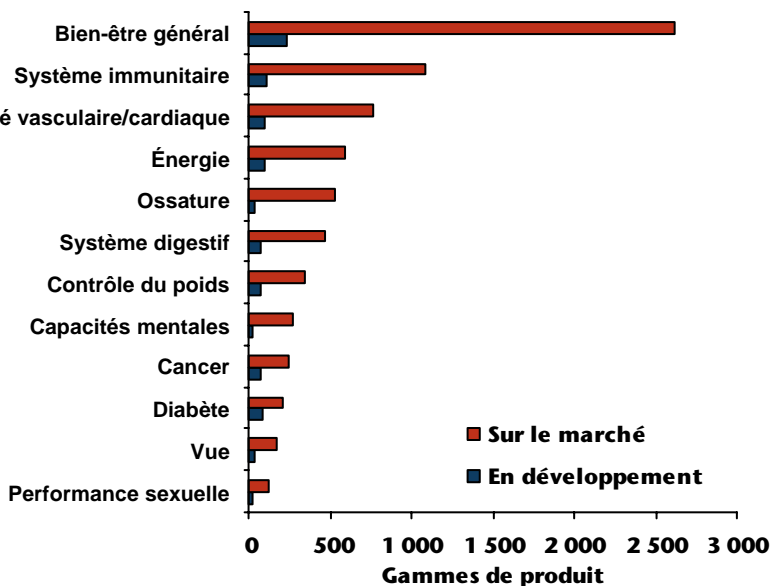 Bien-être général
Système immunitaire
é vasculaire/cardiaque
Énergie
Ossature
Système digestif
Contrôle du poids
Capacités mentales
Cancer
Diabète
Vue
Performance sexuelle
Sur le marché
En développement
0 500 1 000 1 500 2 000 2 500 3 000
Gammes de produit